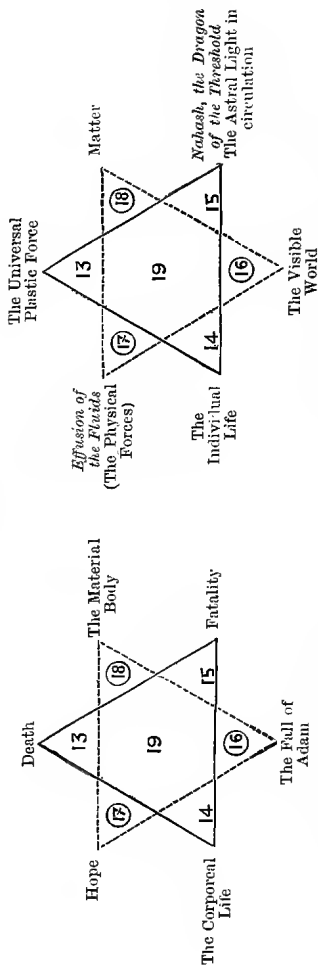 Death
Hope
The Material
Body
13
17
18
19
14
15
16
The Corporeal
Life
Fatality
The Fall of
Adam
The Universal
Plastic Force
Effusion of
the Fluids
(The Physical
Forces)
Matter
13
17
18
19
14
15
16
The
Individual
Life
Nahash, the Dragon
of the Threshold
The Astral Light in
circulation
The Visible
World